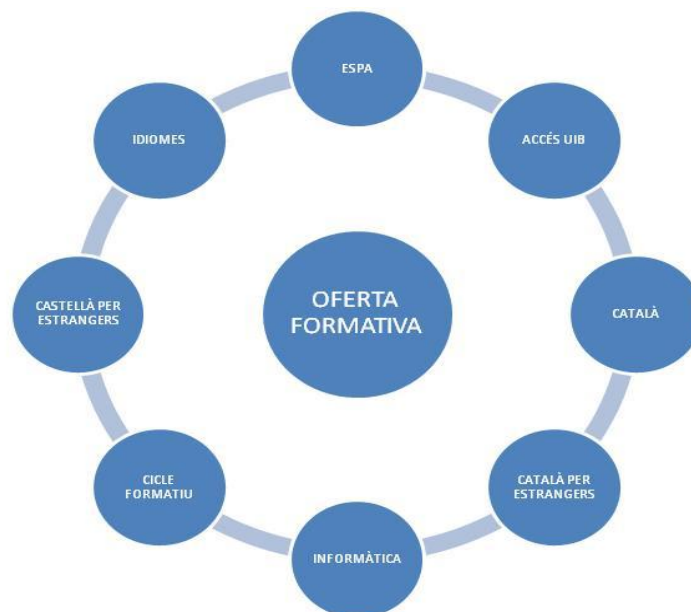 ESPA
ACCÉS UIB
CATALÀ
CATALÀ PER
ESTRANGERS
INFORMÀTICA
CICLE
FORMATIU
CASTELLÀ PER
ESTRANGERS
IDIOMES
OFERTA
FORMATIVA